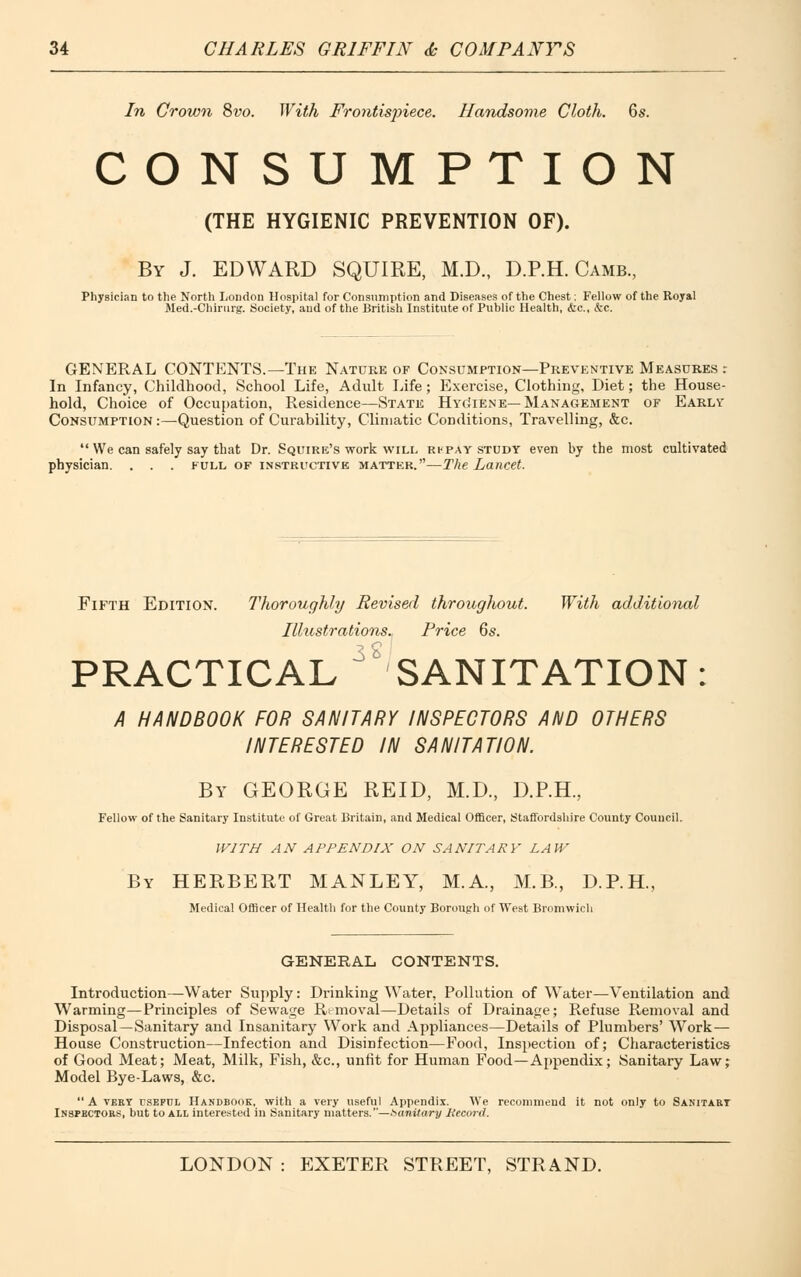 34 CHARLES GRIFFIN & COMPANY'S
In Crown 8vo. With Frontispiece. Handsome Cloth. 6s.
CONSUMPTION
(THE HYGIENIC PREVENTION OF).
By J. EDWARD SQUIRE, M.D., D.P.H. Camb.,
Physician to the North London Hospital for Consumption and Diseases of the Chest; Fellow of the Royal
Med.-Chirurg. Society, and of the British Institute of Public Health, &c., &c.
GENERAL CONTENTS.—The Nature of Consumption—Preventive Measures:
In Infancy, Childhood, School Life, Adult Life; Exercise, Clothing, Diet; the House-
hold, Choice of Occupation, Residence—State Hygiene—Management of Early
Consumption:—Question of Curability, Climatic Conditions, Travelling, &c.
"We can safely say that Dr. Squire's work will repay study even by the most cultivated
physician. . . . full of instructive matter."—The Lancet.
Fifth Edition. Thoroughly Revised throughout. With additional
Illustrations. Price 6s.
38
PRACTICAL SANITATION:
A HANDBOOK FOR SANITARY INSPECTORS AND OTHERS
INTERESTED IN SANITATION.
By GEORGE REID, M.D., D.P.H.,
Fellow of the Sanitary Institute of Great Britain, and Medical Officer, Staffordshire County Council.
WITH AN APPENDIX ON SANITARY LAW
By HERBERT MANLEY, M.A., M.B., D.P.H.,
Medical Officer of Health for the County Borough of West Bromwich
GENERAL CONTENTS.
Introduction—Water Supply: Drinking Water, Pollution of Water—Ventilation and
Warming—Principles of Sewage Removal—Details of Drainage; Refuse Removal and
Disposal—Sanitary and Insanitary Work and Appliances—Details of Plumbers' Work—
House Construction—Infection and Disinfection—Food, Inspection of; Characteristics
of Good Meat; Meat, Milk, Fish, &c., unfit for Human Food—Appendix; Sanitary Law;
Model Bye-Laws, &c.
"A very useful Handbook, with a very useful Appendix. We recommend it not only to Sanitary
Inspectors, but to all interested in Sanitary matters."—Sanitary Record.
LONDON: EXETER STREET, STRAND.